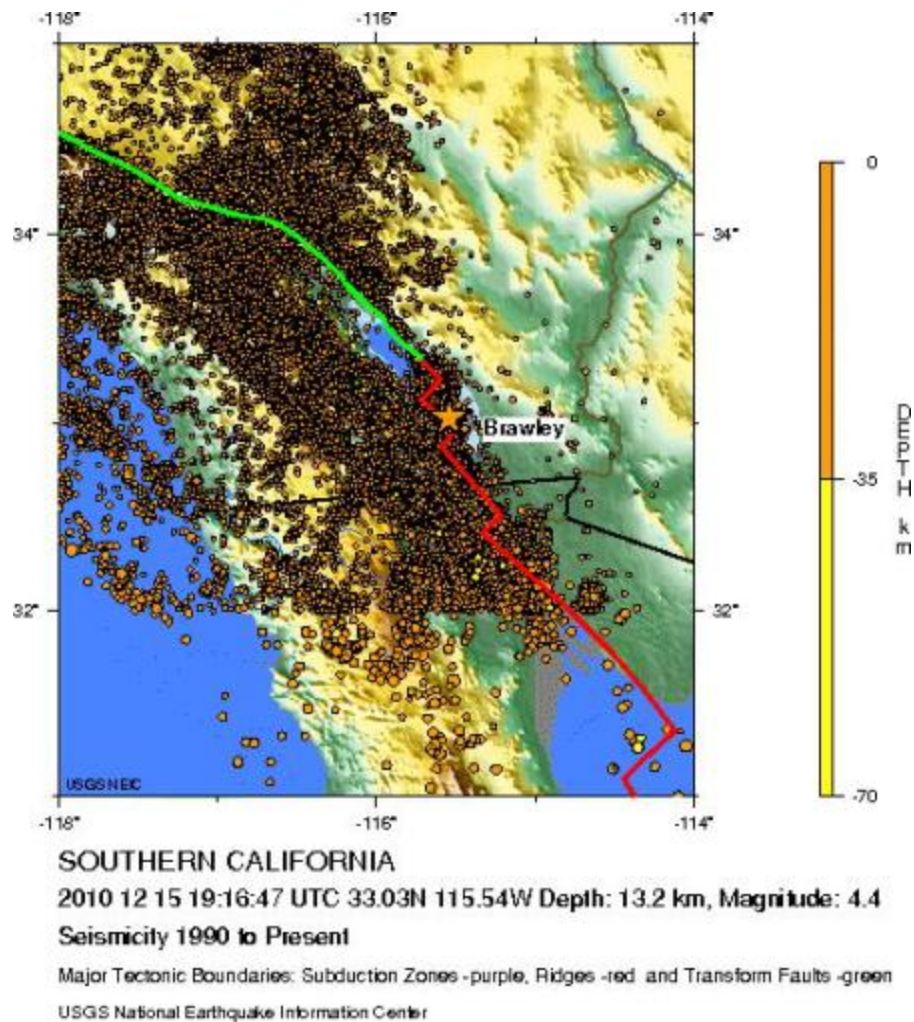 -118° -116° -114°
34° 34°
32° 32°
Brawley
USGS NEIC
-118° -116° -114°
0
-35
-70
DEPTH km
SOUTHERN CALIFORNIA
2010 12 15 19:16:47 UTC 33.03N 115.54W Depth: 13.2 km, Magnitude: 4.4
Seismicity 1990 to Present
Major Tectonic Boundaries: Subduction Zones -purple, Ridges -red and Transform Faults -green
USGS National Earthquake Information Center